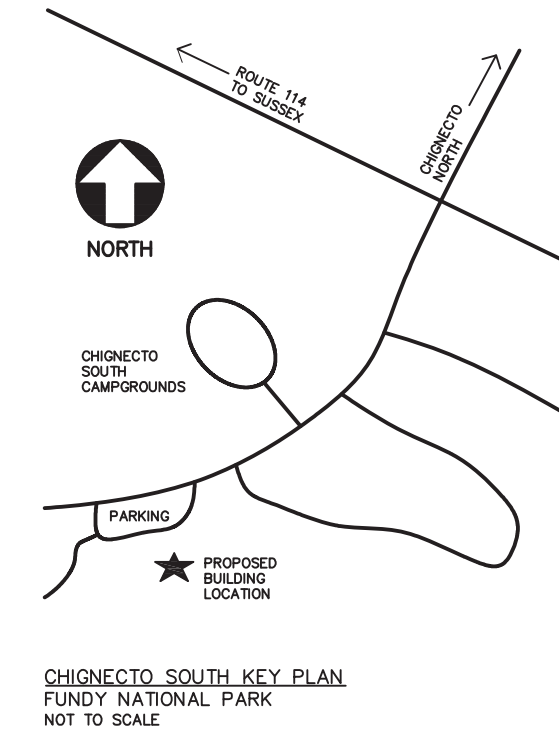 ROUTE 114
TO SUSSEX
CHIGNECTO
NORTH
NORTH
CHIGNECTO
SOUTH
CAMPGROUNDS
PARKING
PROPOSED
BUILDING
LOCATION
CHIGNECTO SOUTH KEY PLAN
FUNDY NATIONAL PARK
NOT TO SCALE